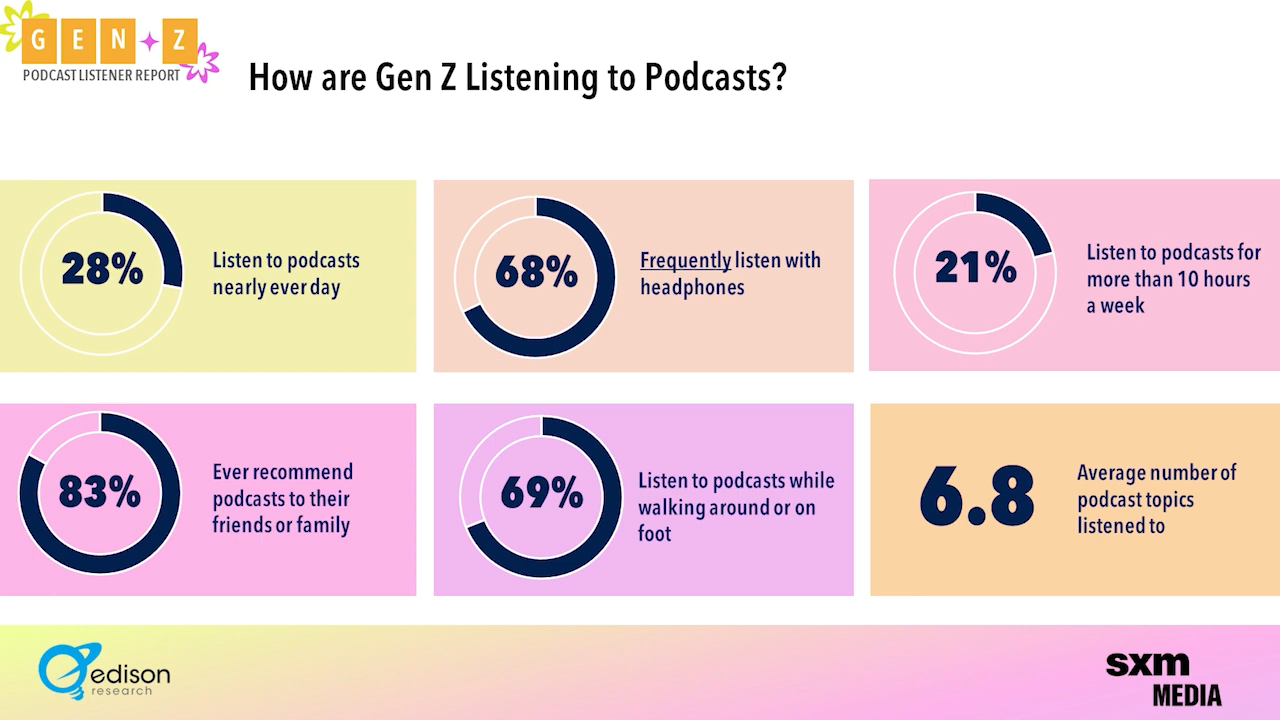 GEN Z
PODCAST LISTENER REPORT
How are Gen Z Listening to Podcasts?
28%
Listen to podcasts
nearly ever day
68%
Frequently listen with
headphones
21%
Listen to podcasts for
more than 10 hours
a week
83%
Ever recommend
podcasts to their
friends or family
69%
Listen to podcasts while
walking around or on
foot
6.8
Average number of
podcast topics
listened to
edison
research
sxm
MEDIA